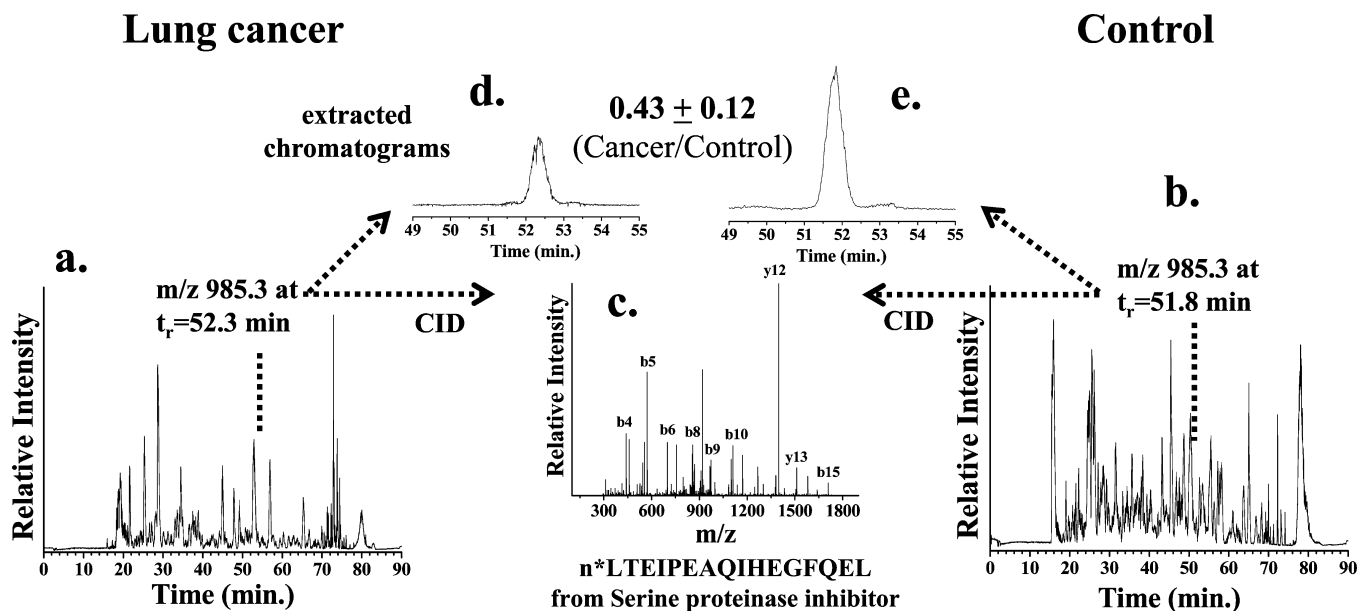 Lung cancer
Control
d.
e.
extracted
chromatograms
0.43 ± 0.12
(Cancer/Control)
49 50 51 52 53 54 55
Time (min.)
49 50 51 52 53 54 55
Time (min.)
a.
b.
m/z 985.3 at
tr=52.3 min
CID
m/z 985.3 at
tr=51.8 min
CID
c.
y12
b5
b4
b6
b8
b9
b10
y13
b15
Relative Intensity
300 600 900 1200 1500 1800
m/z
n*LTEIPEAQIHEGFQEL
from Serine proteinase inhibitor
Relative Intensity
0 10 20 30 40 50 60 70 80 90
Time (min.)
Relative Intensity
0 10 20 30 40 50 60 70 80 90
Time (min.)